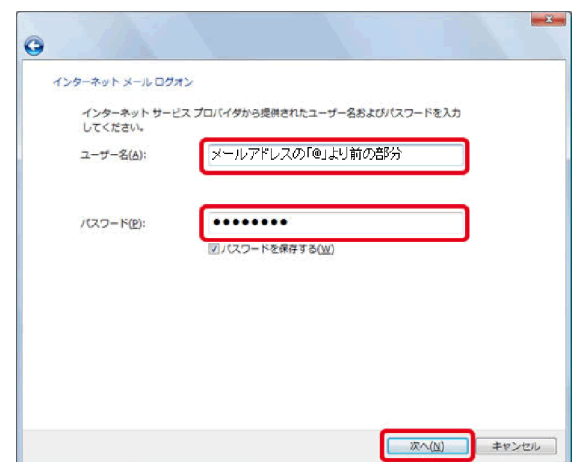 インターネット メール ログオン
インターネット サービス プロバイダから提供されたユーザー名およびパスワードを入力
してください。
ユーザー名(A):
メールアドレスの「@」より前の部分
パスワード(P):
●●●●●●●●
パスワードを保存する(W)
次へ(N)
キャンセル